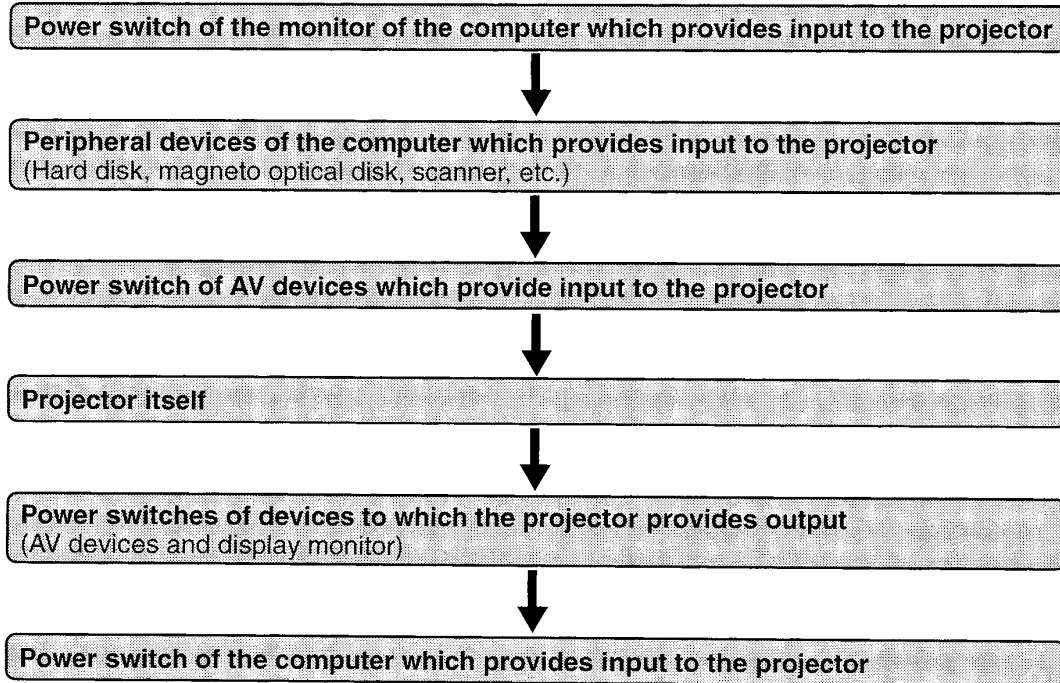 Power switch of the monitor of the computer which provides input to the projector
Peripheral devices of the computer which provides input to the projector
(Hard disk, magneto optical disk, scanner, etc.)
Power switch of AV devices which provide input to the projector
Projector itself
Power switches of devices to which the projector provides output
(AV devices and display monitor)
Power switch of the computer which provides input to the projector